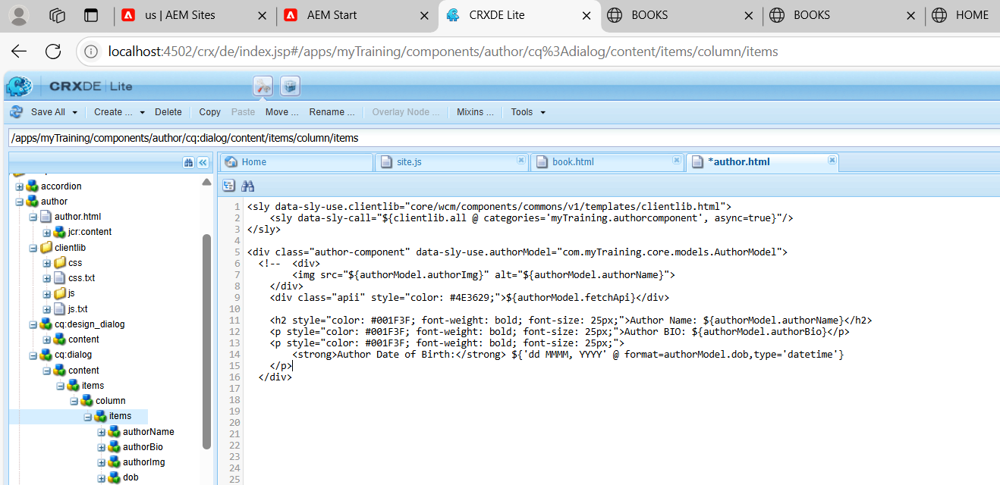 us | AEM Sites
AEM Start
CRXDE Lite
BOOKS
BOOKS
HOME
localhost:4502/crx/de/index.jsp#/apps/myTraining/components/author/cq%3Adialog/content/items/column/items
CRXDE | Lite
Save All
Create ...
Delete
Copy
Paste
Move ...
Rename ...
Overlay Node ...
Mixins ...
Tools
/apps/myTraining/components/author/cq:dialog/content/items/column/items
accordion
author
author.html
jcr:content
clientlib
css
css.txt
js
js.txt
cq:design_dialog
content
cq:dialog
content
items
column
items
authorName
authorBio
authorImg
dob
Home
site.js
book.html
*author.html
1 <sly data-sly-use.clientlib="core/wcm/components/commons/v1/templates/clientlib.html">
2     <sly data-sly-call="${clientlib.all @ categories='myTraining.authorcomponent', async=true}"/>
3 </sly>
4
5 <div class="author-component" data-sly-use.authorModel="com.myTraining.core.models.AuthorModel">
6   <!--  <div>
7         <img src="${authorModel.authorImg}" alt="${authorModel.authorName}">
8     </div>
9     <div class="apii" style="color: #4E3629;">${authorModel.fetchApi}</div>
10
11     <h2 style="color: #001F3F; font-weight: bold; font-size: 25px;">Author Name: ${authorModel.authorName}</h2>
12     <p style="color: #001F3F; font-weight: bold; font-size: 25px;">Author BIO: ${authorModel.authorBio}</p>
13     <p style="color: #001F3F; font-weight: bold; font-size: 25px;">
14         <strong>Author Date of Birth:</strong> ${'dd MMMM, YYYY' @ format=authorModel.dob,type='datetime'}
15     </p>
16   </div>
17
18
19
20
21
22
23
24
25